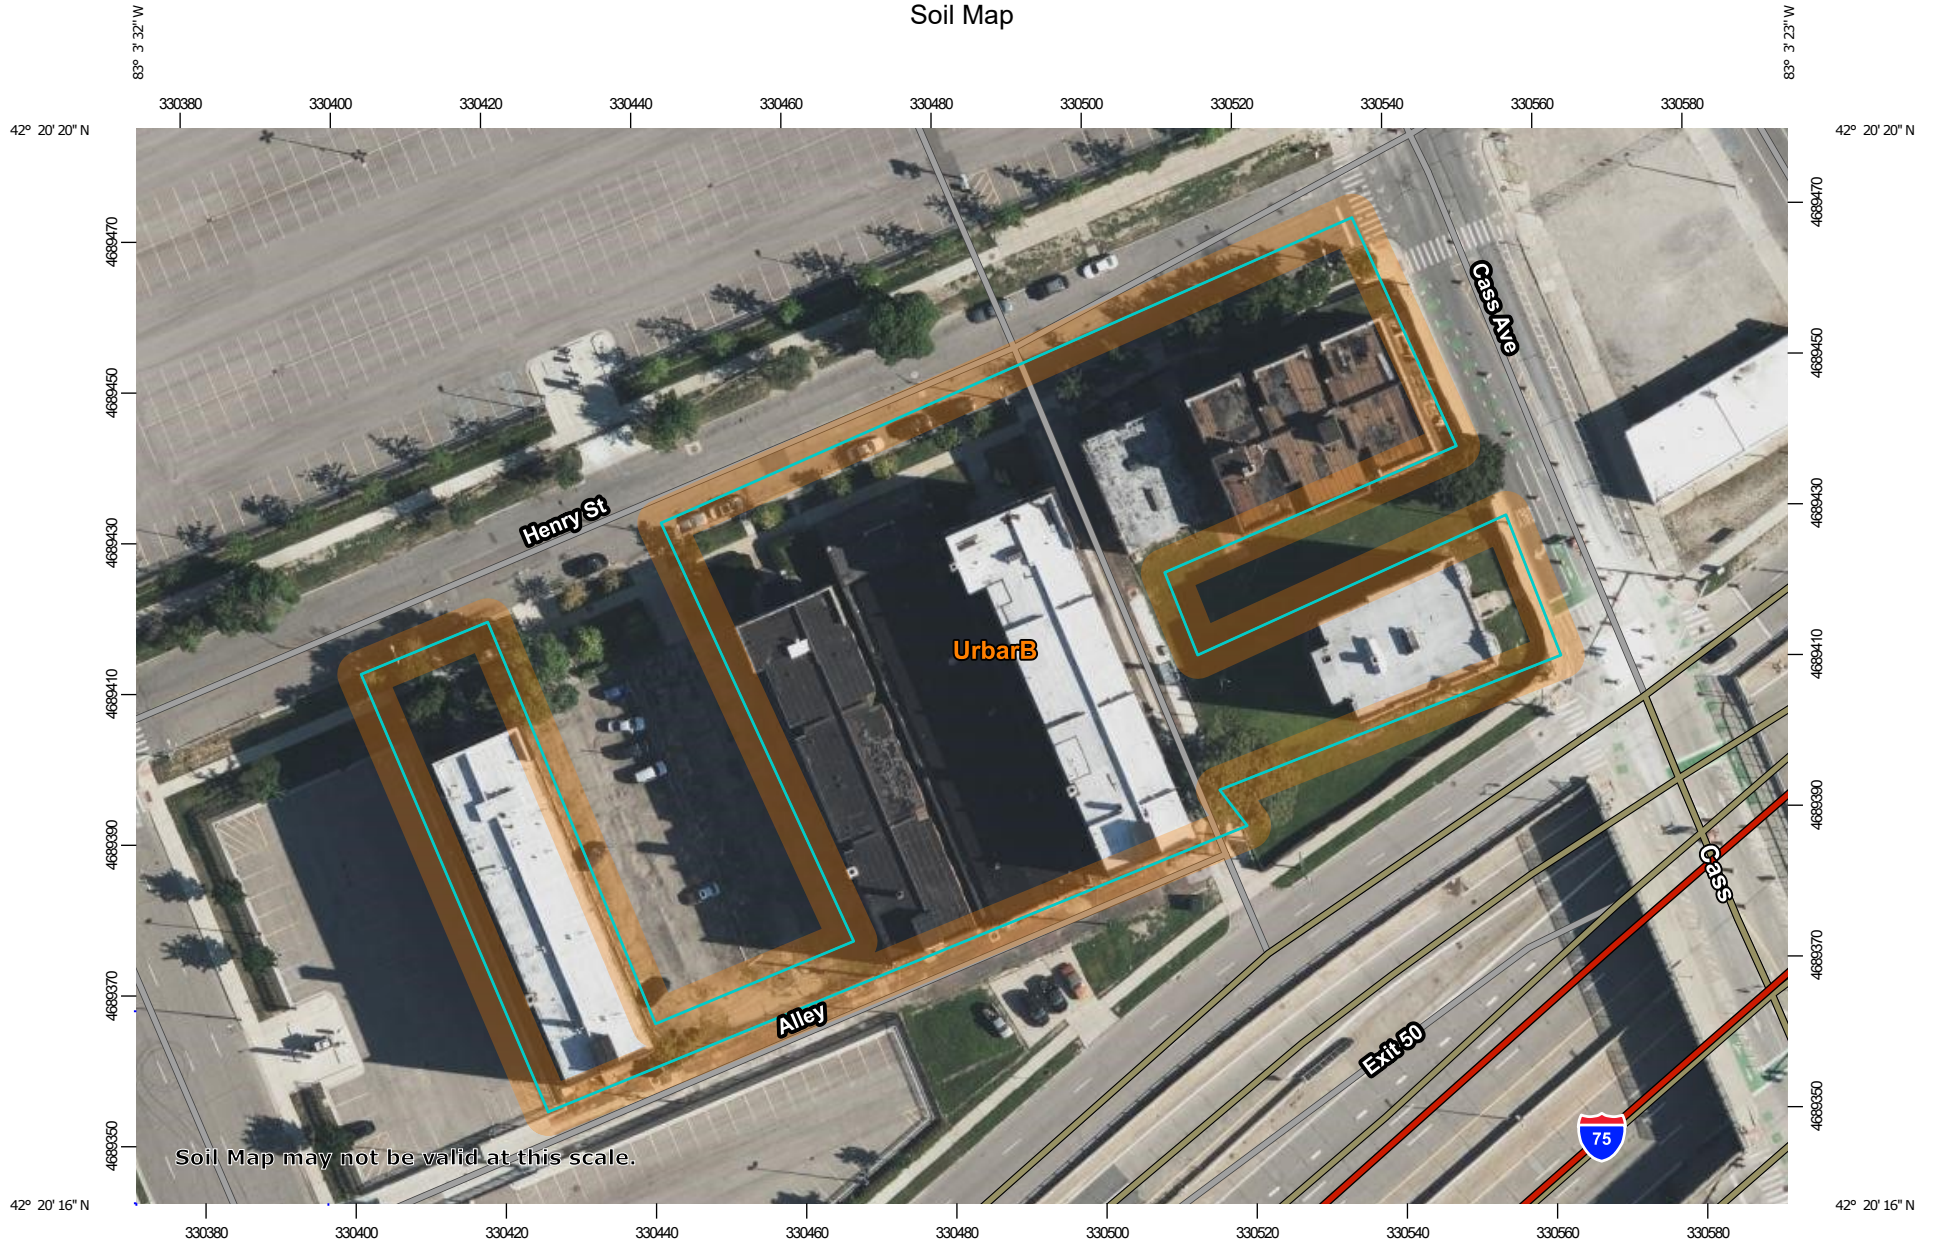 Soil Map
83° 3' 32" W
83° 3' 23" W
330380 330400 330420 330440 330460 330480 330500 330520 330540 330560 330580
42° 20' 20" N
42° 20' 20" N
4689470
4689450
4689430
4689410
4689390
4689370
4689350
4689470
4689450
4689430
4689410
4689390
4689370
4689350
Cass Ave
Henry St
UrbarB
Cass
Alley
Exit 50
75
Soil Map may not be valid at this scale.
42° 20' 16" N
42° 20' 16" N
330380 330400 330420 330440 330460 330480 330500 330520 330540 330560 330580